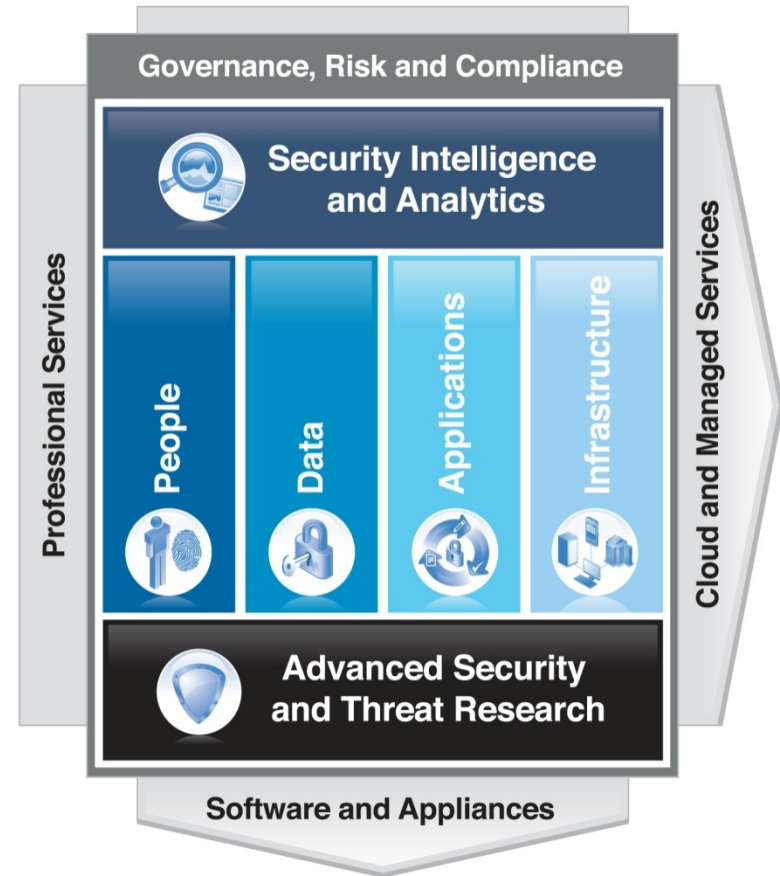 Governance, Risk and Compliance
Security Intelligence
and Analytics
Professional Services
People
Data
Applications
Infrastructure
Cloud and Managed Services
Advanced Security
and Threat Research
Software and Appliances